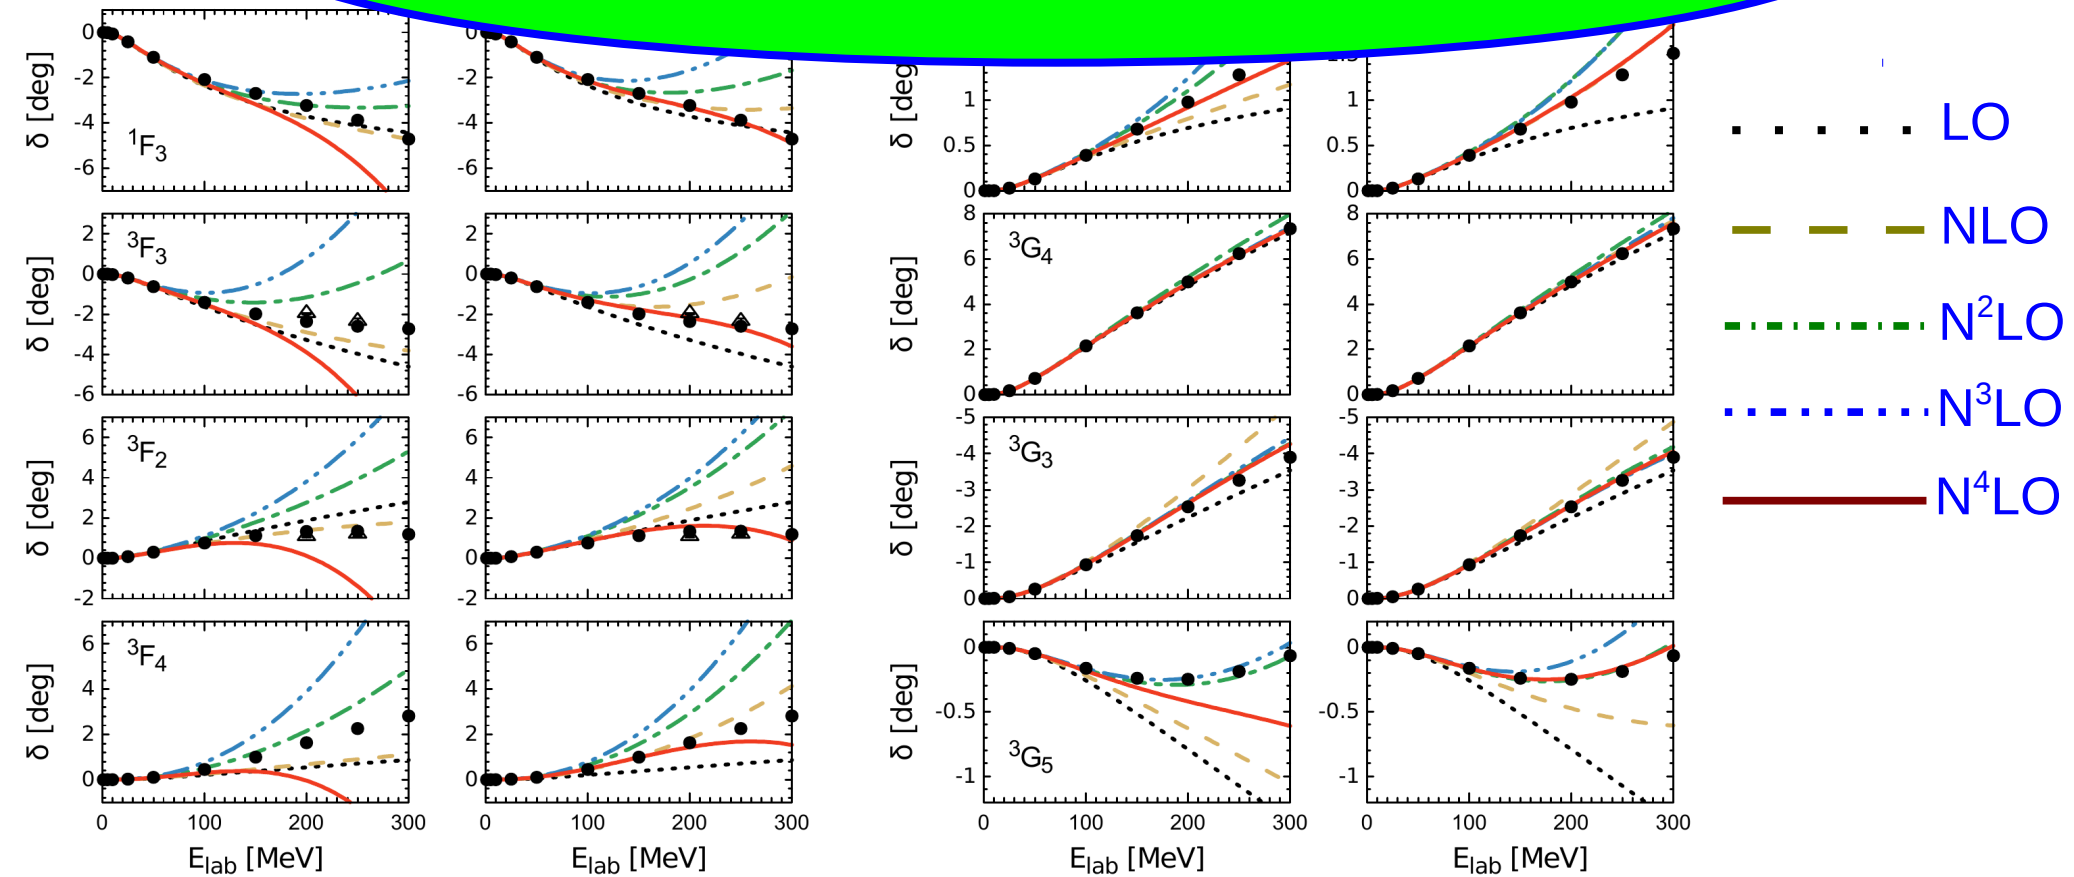 0 -2 -4 -6 δ [deg] ¹F₃
0 -2 -4 -6
1 0.5 0 δ [deg]
1.5 1 0.5 0
2 0 -2 -4 -6 δ [deg] ³F₃
2 0 -2 -4 -6
8 6 4 2 0 δ [deg] ³G₄
8 6 4 2 0
6 4 2 0 -2 δ [deg] ³F₂
6 4 2 0 -2
-5 -4 -3 -2 -1 0 δ [deg] ³G₃
-5 -4 -3 -2 -1 0
6 4 2 0 δ [deg] ³F₄
6 4 2 0
0 -0.5 -1 δ [deg] ³G₅
0 -0.5 -1
0 100 200 300 0 100 200 300 0 100 200 300 0 100 200 300
E_lab [MeV] E_lab [MeV] E_lab [MeV] E_lab [MeV]
LO
NLO
N²LO
N³LO
N⁴LO